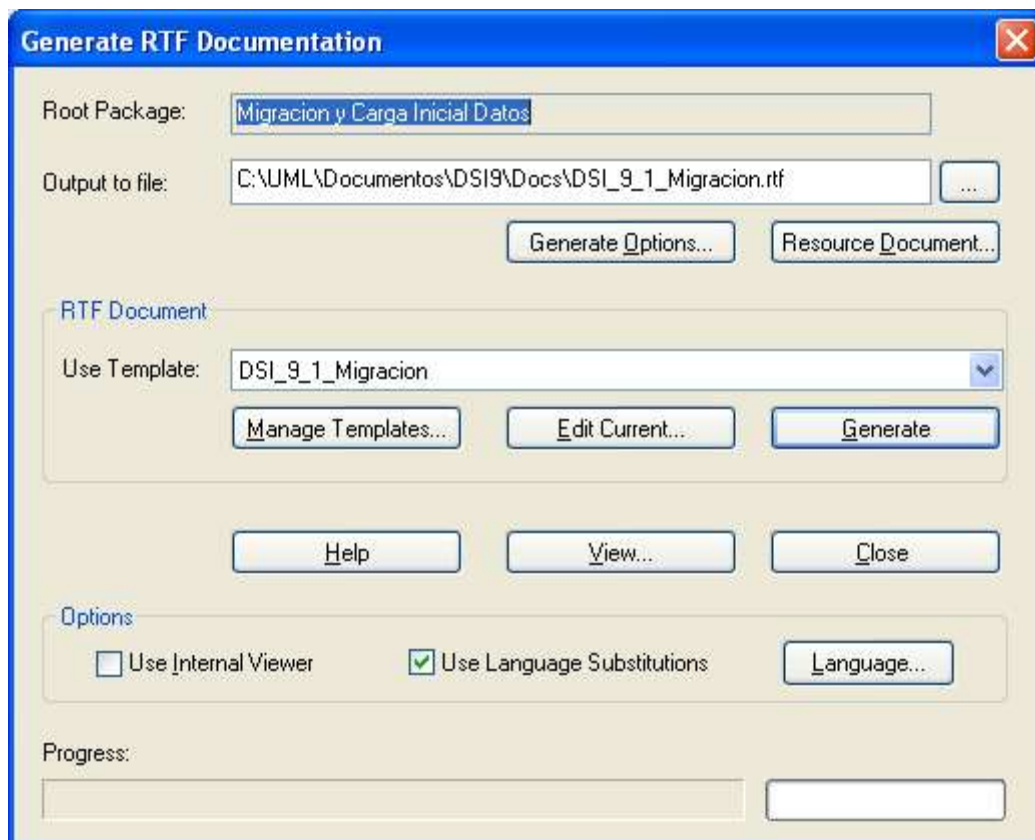 Generate RTF Documentation
Root Package: Migracion y Carga Inicial Datos
Output to file: C:\UML\Documentos\DSI9\Docs\DSI_9_1_Migracion.rtf ...
Generate Options... Resource Document...
RTF Document
Use Template: DSI_9_1_Migracion
Manage Templates... Edit Current... Generate
Help View... Close
Options
Use Internal Viewer Use Language Substitutions Language...
Progress: